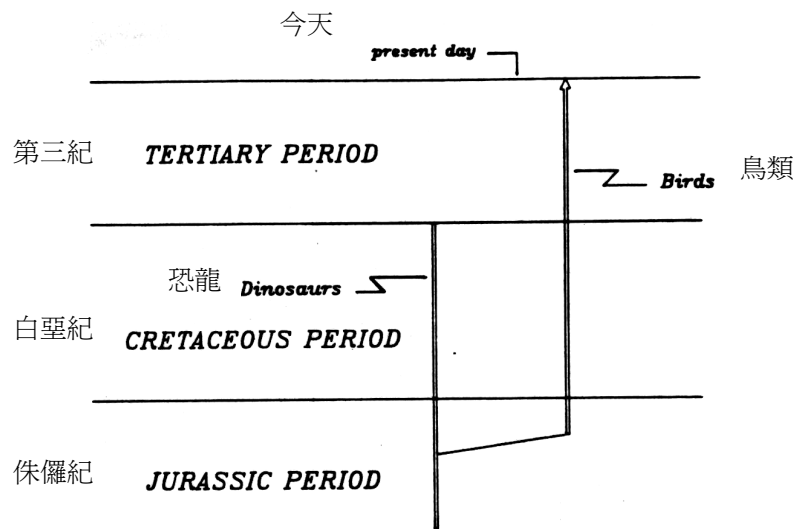 今天
present day
第三紀 TERTIARY PERIOD
Birds 鳥類
恐龍 Dinosaurs
白堊紀 CRETACEOUS PERIOD
侏儸紀 JURASSIC PERIOD